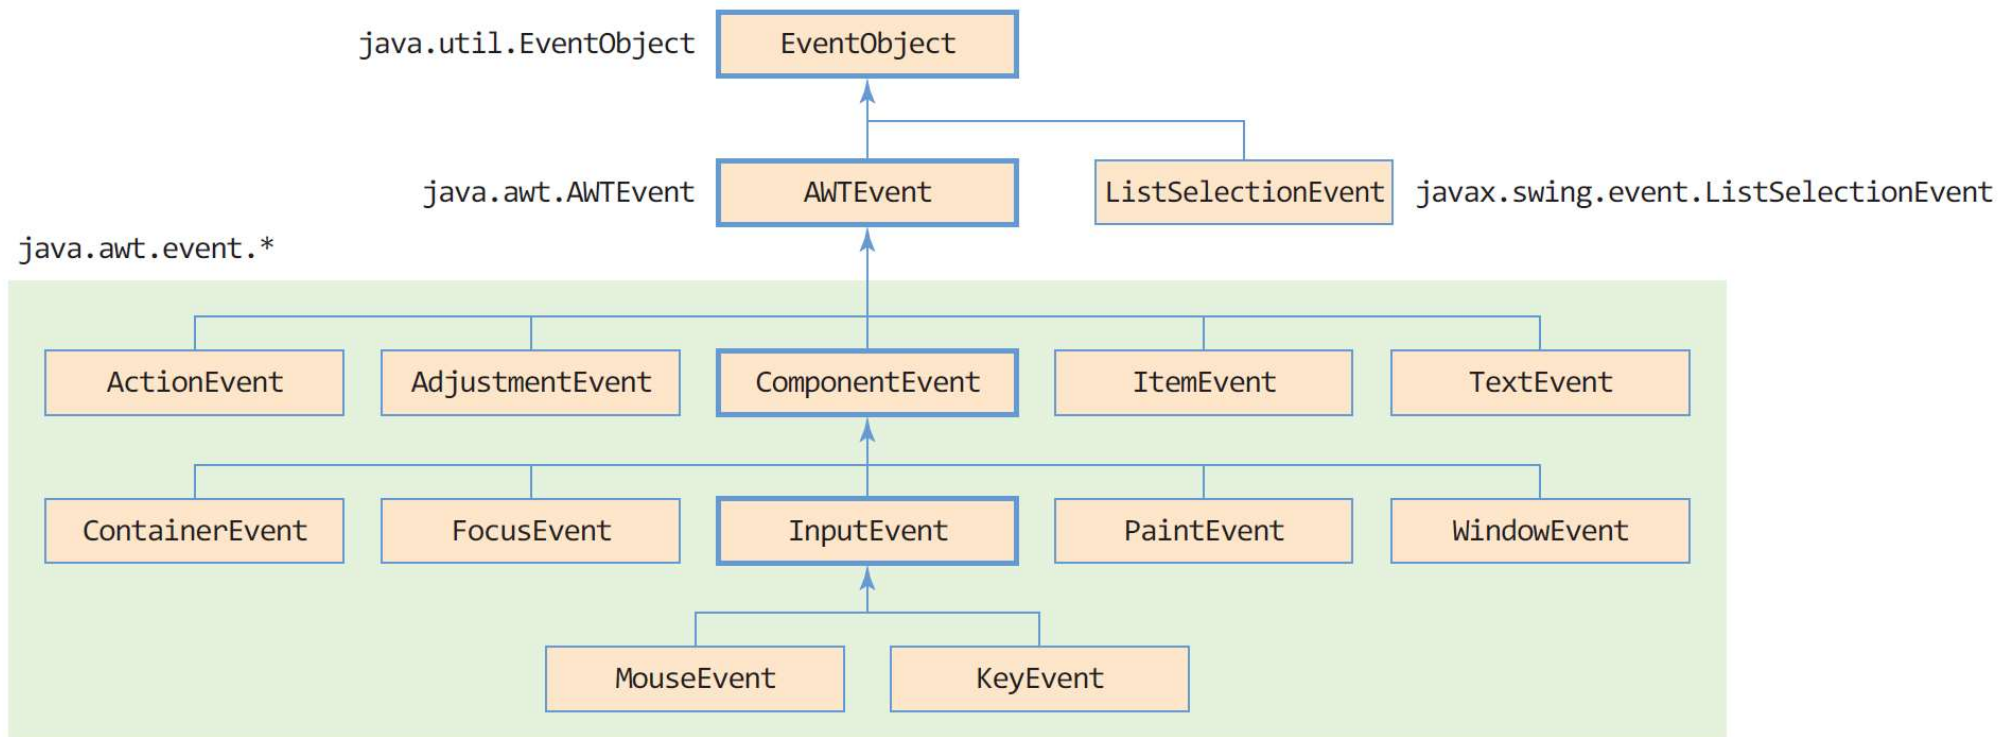 java.util.EventObject
EventObject
java.awt.AWTEvent
AWTEvent
ListSelectionEvent
javax.swing.event.ListSelectionEvent
java.awt.event.*
ActionEvent
AdjustmentEvent
ComponentEvent
ItemEvent
TextEvent
ContainerEvent
FocusEvent
InputEvent
PaintEvent
WindowEvent
MouseEvent
KeyEvent